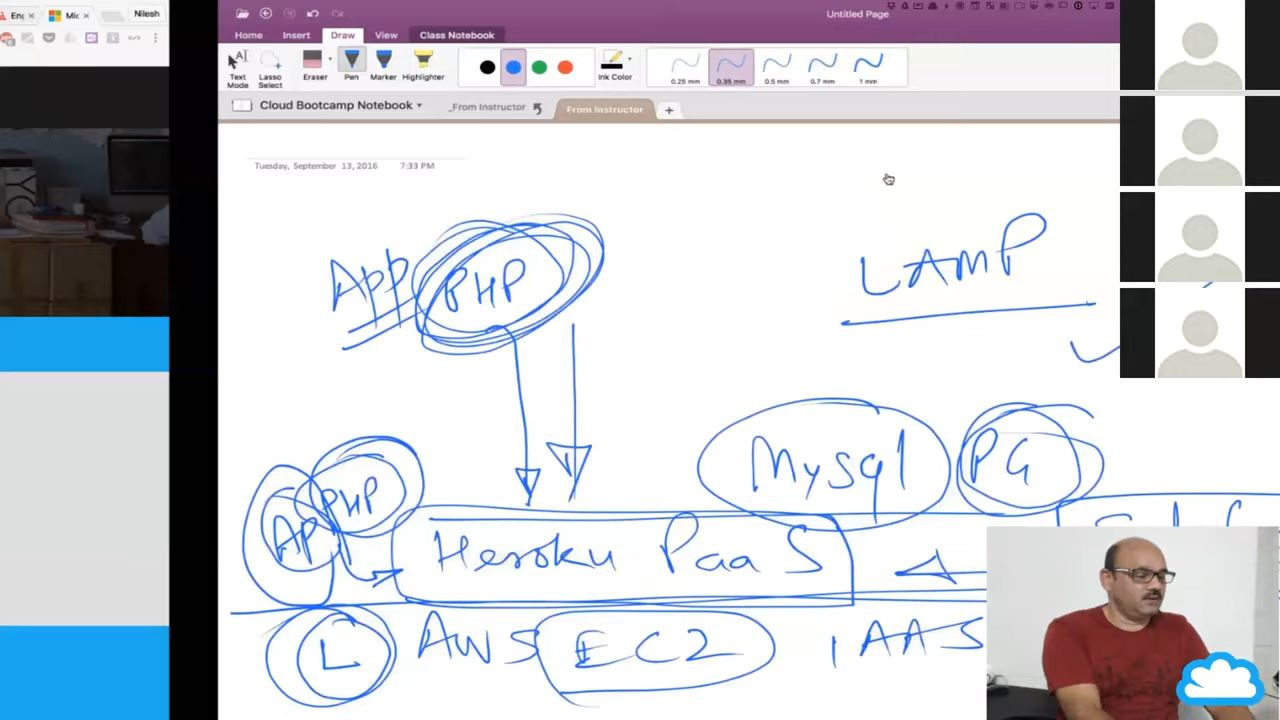 Eng
Mic
Nilesh
Untitled Page
Home Insert Draw View Class Notebook
Text Mode
Lasso Select
Eraser
Pen
Marker
Highlighter
Ink Color
0.25 mm 0.35 mm 0.5 mm 0.7 mm 1 mm
Cloud Bootcamp Notebook
_From Instructor
From Instructor
Tuesday, September 13, 2016 7:33 PM
App PHP
LAMP
Mysql PG
PHP
AP
Heroku PaaS
L AWS EC2 IAAS